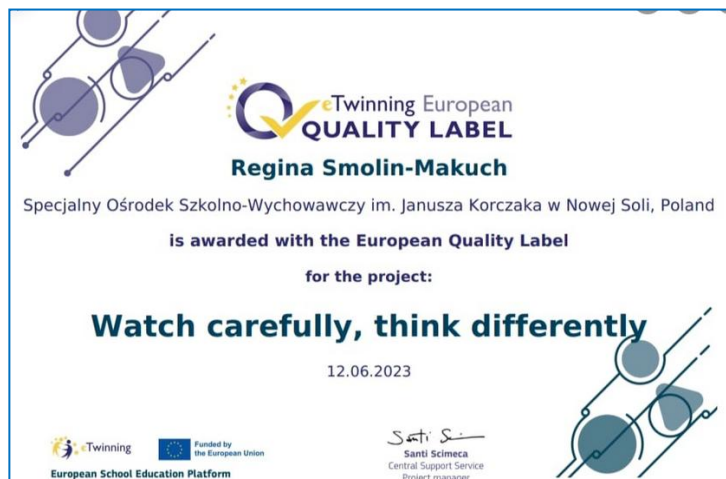 eTwinning European
QUALITY LABEL
Regina Smolin-Makuch
Specjalny Ośrodek Szkolno-Wychowawczy im. Janusza Korczaka w Nowej Soli, Poland
is awarded with the European Quality Label
for the project:
Watch carefully, think differently
12.06.2023
eTwinning
Funded by
the European Union
European School Education Platform
Santi Scimeca
Central Support Service
Project manager